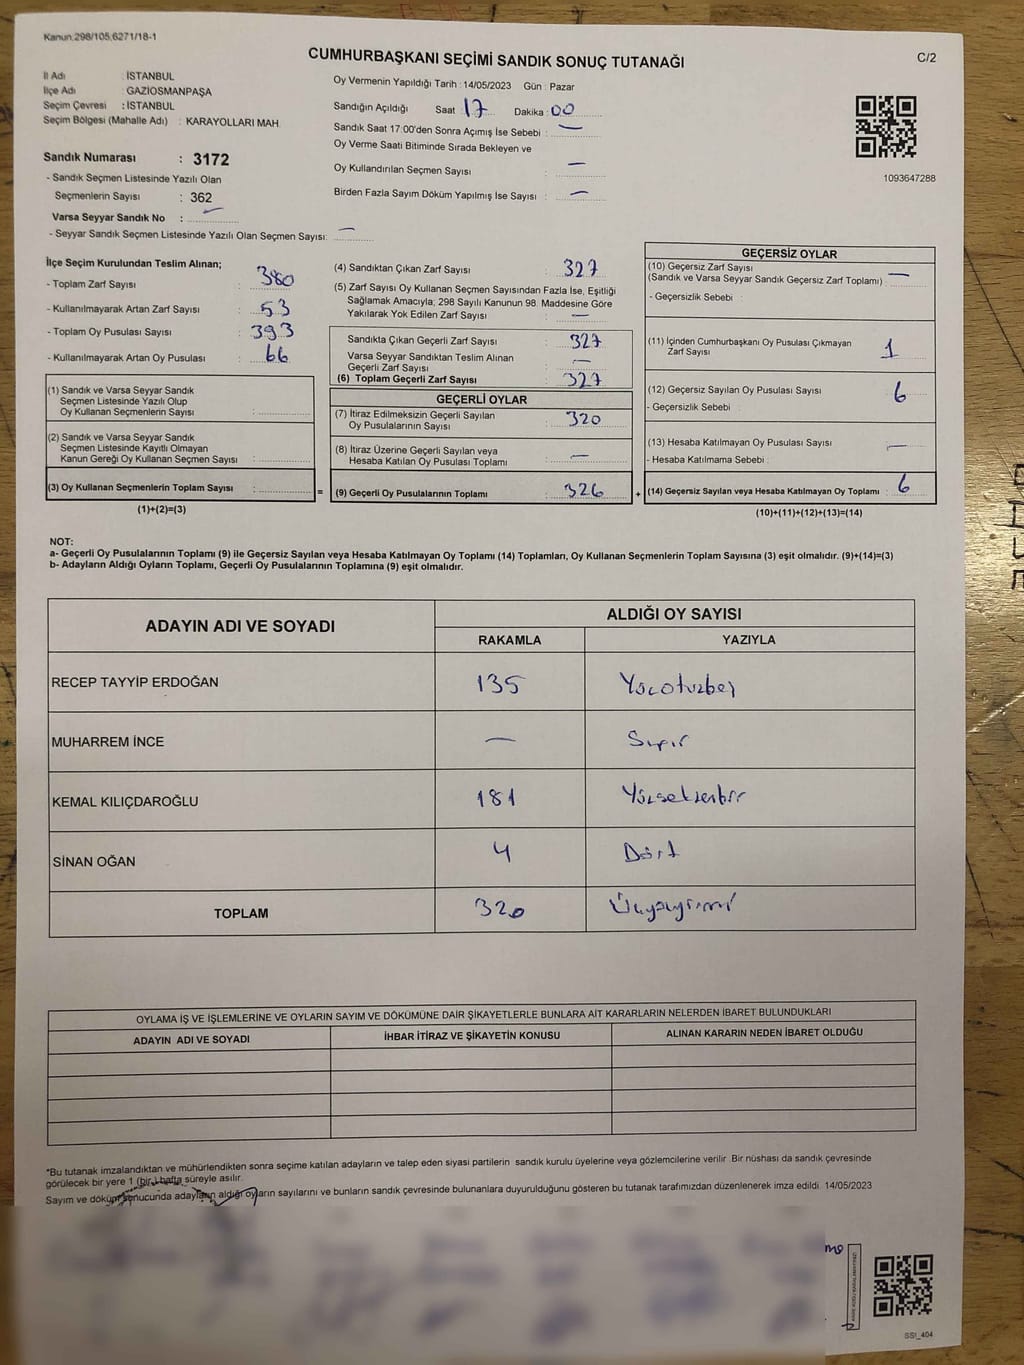 Kanun:298/105;6271/18-1
CUMHURBAŞKANI SEÇİMİ SANDIK SONUÇ TUTANAĞI
C/2
İl Adı : İSTANBUL
İlçe Adı : GAZİOSMANPAŞA
Seçim Çevresi : İSTANBUL
Seçim Bölgesi (Mahalle Adı) : KARAYOLLARI MAH.
Oy Vermenin Yapıldığı Tarih : 14/05/2023 Gün : Pazar
Sandığın Açıldığı Saat 17 Dakika : 00
Sandık Saat 17:00'den Sonra Açımış İse Sebebi : —
Oy Verme Saati Bitiminde Sırada Bekleyen ve
Oy Kullandırılan Seçmen Sayısı : —
Birden Fazla Sayım Döküm Yapılmış İse Sayısı : —
1093647288
Sandık Numarası : 3172
- Sandık Seçmen Listesinde Yazılı Olan
Seçmenlerin Sayısı : 362
Varsa Seyyar Sandık No : —
- Seyyar Sandık Seçmen Listesinde Yazılı Olan Seçmen Sayısı: —
İlçe Seçim Kurulundan Teslim Alınan;
- Toplam Zarf Sayısı : 380
- Kullanılmayarak Artan Zarf Sayısı : 53
- Toplam Oy Pusulası Sayısı : 393
- Kullanılmayarak Artan Oy Pusulası : 66
(1) Sandık ve Varsa Seyyar Sandık
Seçmen Listesinde Yazılı Olup
Oy Kullanan Seçmenlerin Sayısı :
(2) Sandık ve Varsa Seyyar Sandık
Seçmen Listesinde Kayıtlı Olmayan
Kanun Gereği Oy Kullanan Seçmen Sayısı :
(3) Oy Kullanan Seçmenlerin Toplam Sayısı :
(1)+(2)=(3)
(4) Sandıktan Çıkan Zarf Sayısı : 327
(5) Zarf Sayısı Oy Kullanan Seçmen Sayısından Fazla İse, Eşitliği
Sağlamak Amacıyla; 298 Sayılı Kanunun 98. Maddesine Göre
Yakılarak Yok Edilen Zarf Sayısı : —
Sandıkta Çıkan Geçerli Zarf Sayısı : 327
Varsa Seyyar Sandıktan Teslim Alınan
Geçerli Zarf Sayısı : —
(6) Toplam Geçerli Zarf Sayısı : 327
GEÇERLİ OYLAR
(7) İtiraz Edilmeksizin Geçerli Sayılan
Oy Pusulalarının Sayısı : 320
(8) İtiraz Üzerine Geçerli Sayılan veya
Hesaba Katılan Oy Pusulası Toplamı : —
= (9) Geçerli Oy Pusulalarının Toplamı : 326 +
GEÇERSİZ OYLAR
(10) Geçersiz Zarf Sayısı
(Sandık ve Varsa Seyyar Sandık Geçersiz Zarf Toplamı) : —
- Geçersizlik Sebebi :
(11) İçinden Cumhurbaşkanı Oy Pusulası Çıkmayan
Zarf Sayısı 1
(12) Geçersiz Sayılan Oy Pusulası Sayısı 6
- Geçersizlik Sebebi :
(13) Hesaba Katılmayan Oy Pusulası Sayısı —
- Hesaba Katılmama Sebebi :
(14) Geçersiz Sayılan veya Hesaba Katılmayan Oy Toplamı : 6
(10)+(11)+(12)+(13)=(14)
NOT:
a- Geçerli Oy Pusulalarının Toplamı (9) ile Geçersiz Sayılan veya Hesaba Katılmayan Oy Toplamı (14) Toplamları, Oy Kullanan Seçmenlerin Toplam Sayısına (3) eşit olmalıdır. (9)+(14)=(3)
b- Adayların Aldığı Oyların Toplamı, Geçerli Oy Pusulalarının Toplamına (9) eşit olmalıdır.
ADAYIN ADI VE SOYADI
ALDIĞI OY SAYISI
RAKAMLA YAZIYLA
RECEP TAYYİP ERDOĞAN 135 Yüzotuzbeş
MUHARREM İNCE — Sıfır
KEMAL KILIÇDAROĞLU 181 Yüzseksenbir
SİNAN OĞAN 4 Dört
TOPLAM 320 Üçyüzyirmi
OYLAMA İŞ VE İŞLEMLERİNE VE OYLARIN SAYIM VE DÖKÜMÜNE DAİR ŞİKAYETLERLE BUNLARA AİT KARARLARIN NELERDEN İBARET BULUNDUKLARI
ADAYIN ADI VE SOYADI İHBAR İTİRAZ VE ŞİKAYETİN KONUSU ALINAN KARARIN NEDEN İBARET OLDUĞU
*Bu tutanak imzalandıktan ve mühürlendikten sonra seçime katılan adayların ve talep eden siyasi partilerin sandık kurulu üyelerine veya gözlemcilerine verilir. Bir nüshası da sandık çevresinde
görülecek bir yere 1 (bir ) hafta süreyle asılır.
Sayım ve döküm sonucunda adayların aldığı oyların sayılarını ve bunların sandık çevresinde bulunanlara duyurulduğunu gösteren bu tutanak tarafımızdan düzenlenerek imza edildi. 14/05/2023
SSt_404